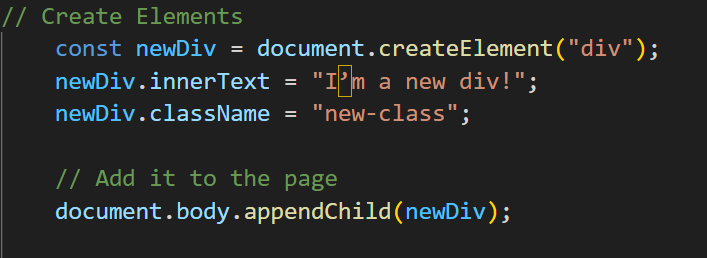 // Create Elements
const newDiv = document.createElement("div");
newDiv.innerText = "I’m a new div!";
newDiv.className = "new-class";
// Add it to the page
document.body.appendChild(newDiv);